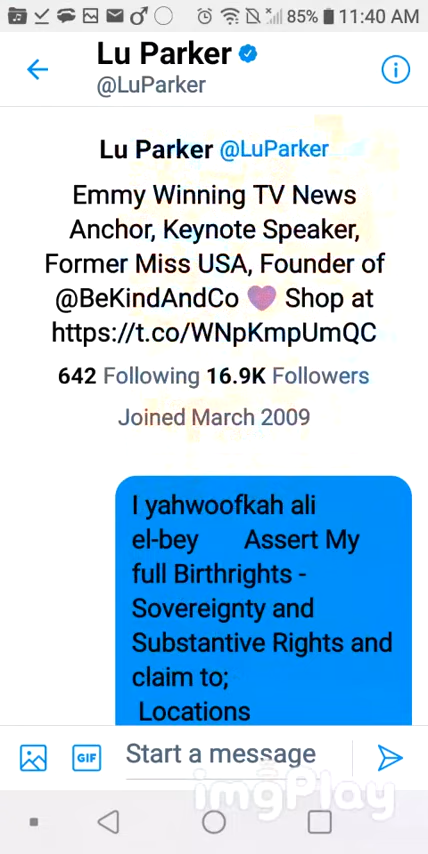 85% 11:40 AM
Lu Parker
@LuParker
Lu Parker @LuParker
Emmy Winning TV News
Anchor, Keynote Speaker,
Former Miss USA, Founder of
@BeKindAndCo 💜 Shop at
https://t.co/WNpKmpUmQC
642 Following 16.9K Followers
Joined March 2009
I yahwoofkah ali
el-bey Assert My
full Birthrights -
Sovereignty and
Substantive Rights and
claim to;
Locations
GIF Start a message
imgPlay